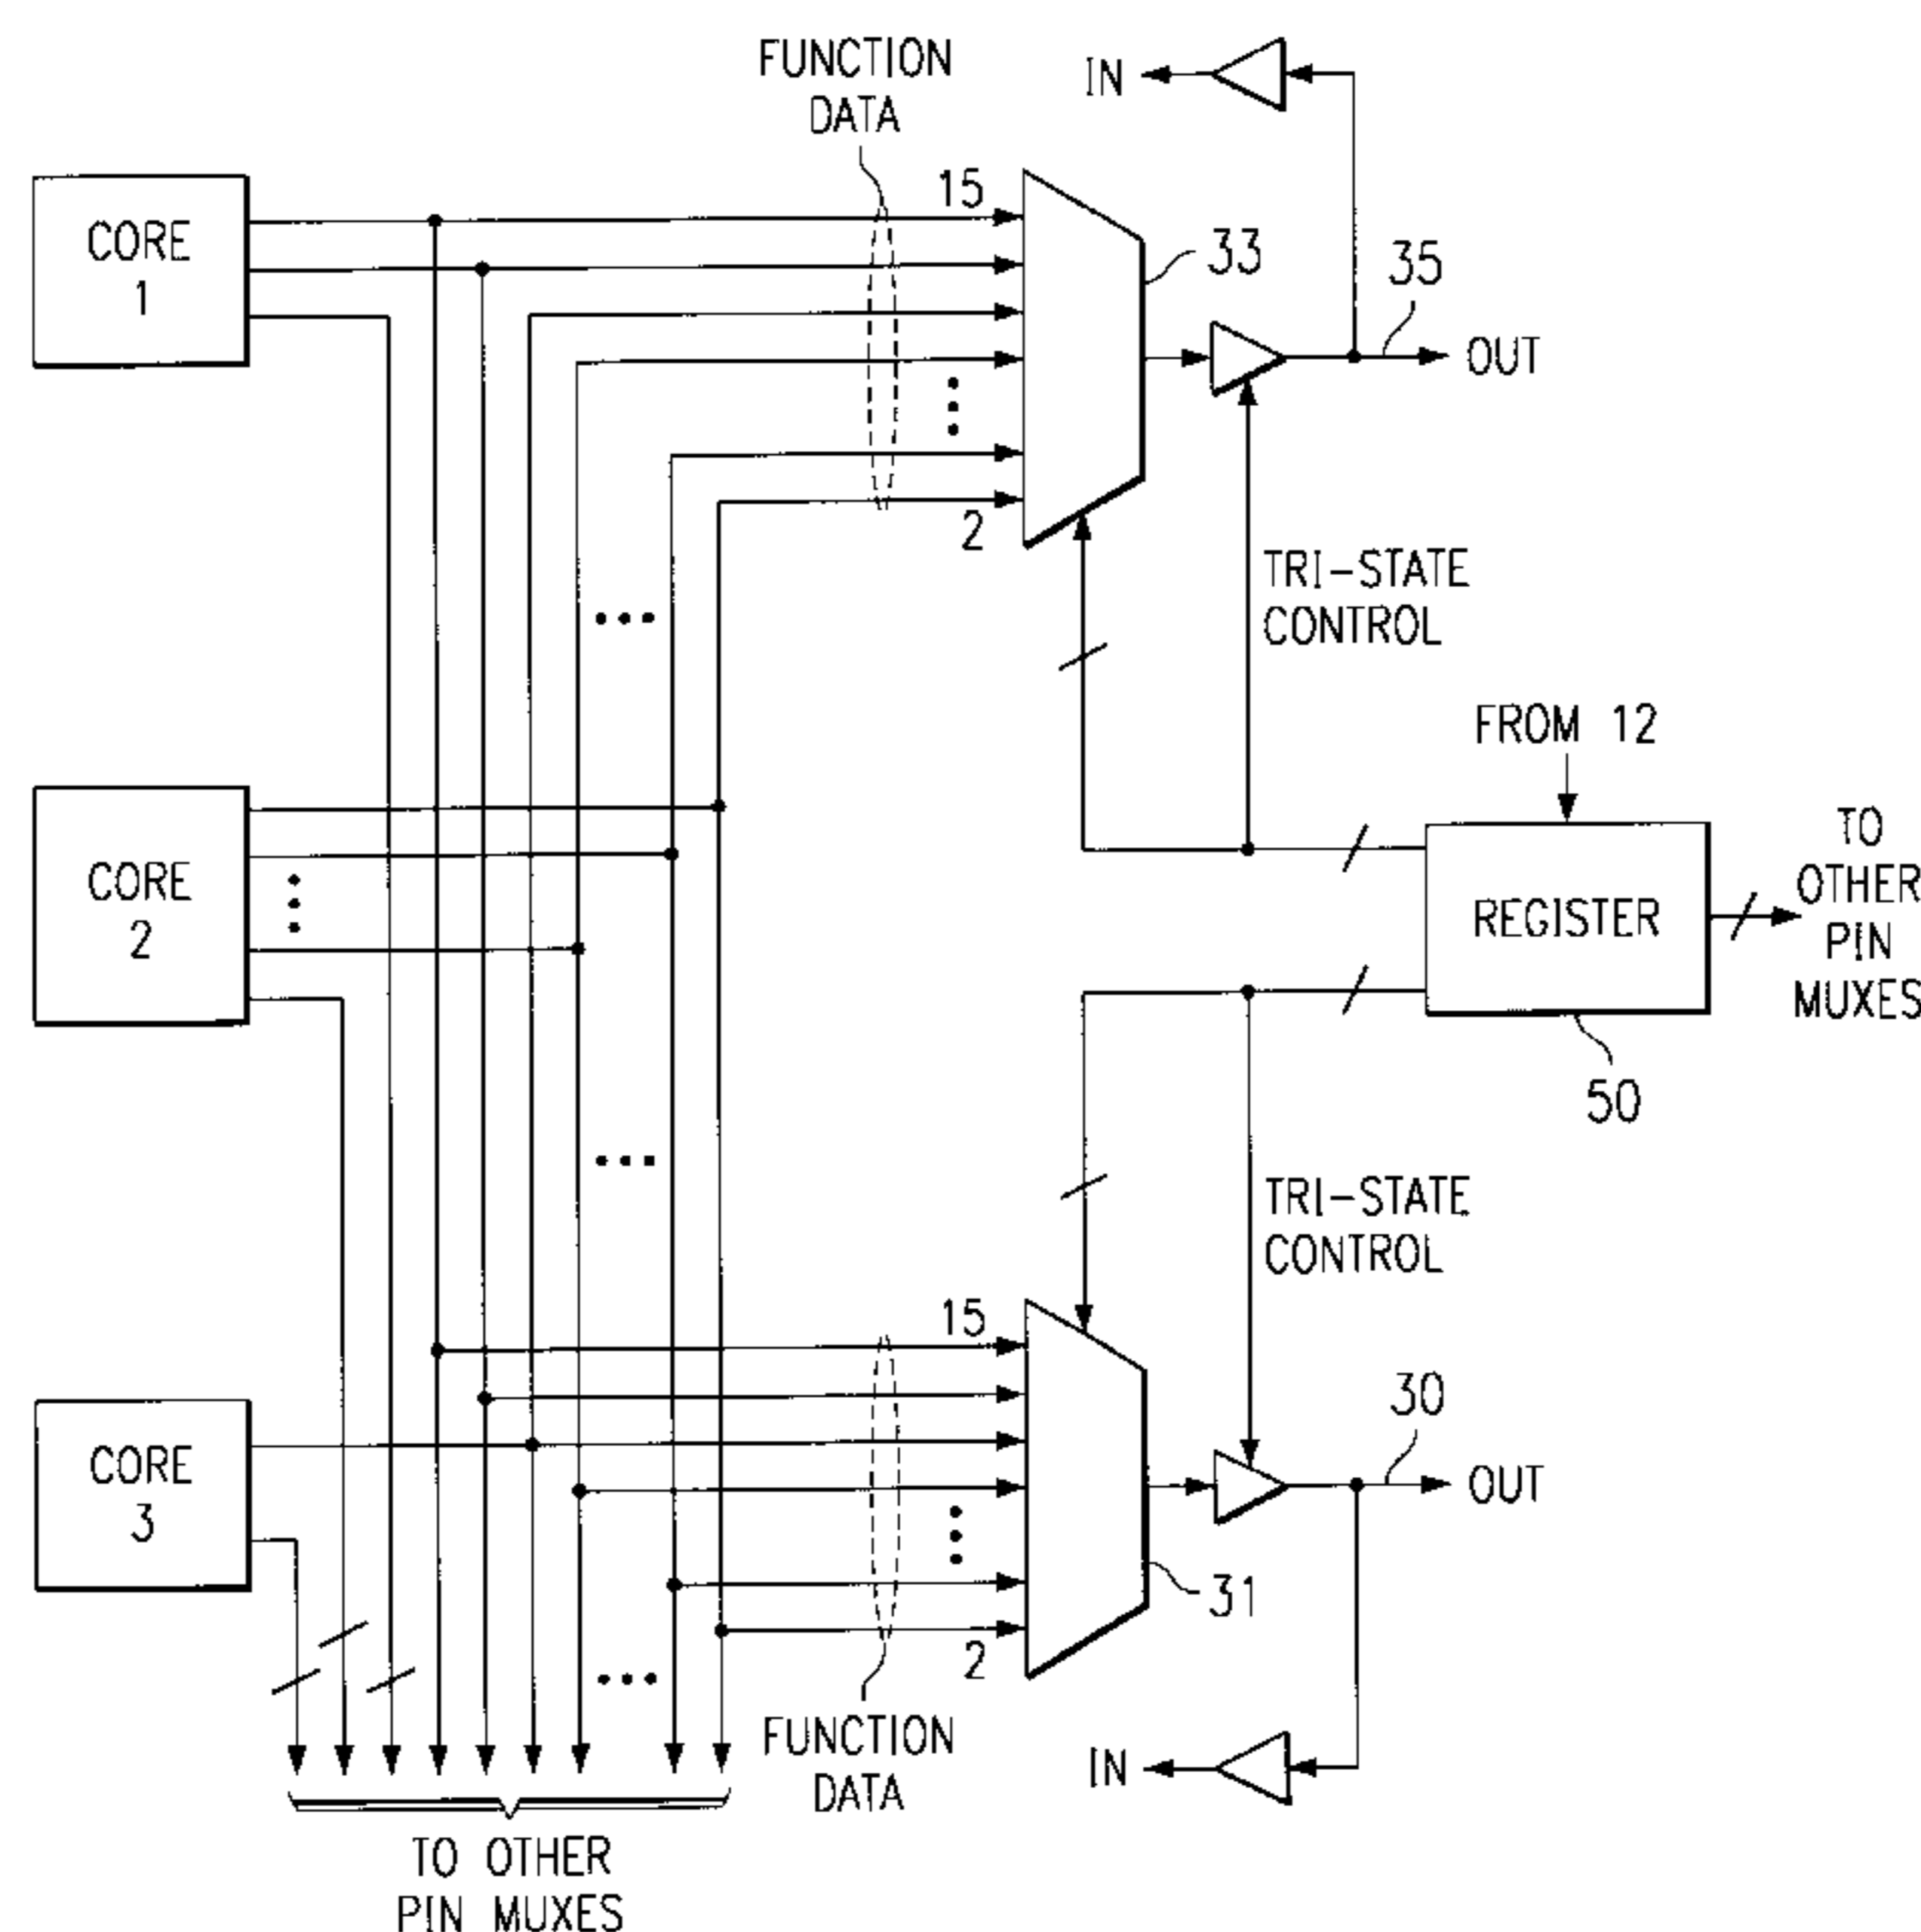 FUNCTION
DATA
IN
15
CORE
1
33
35
OUT
2
TRI-STATE
CONTROL
FROM 12
CORE
2
REGISTER
TO
OTHER
PIN
MUXES
50
TRI-STATE
CONTROL
15
CORE
3
30
OUT
31
2
FUNCTION
DATA
IN
TO OTHER
PIN MUXES